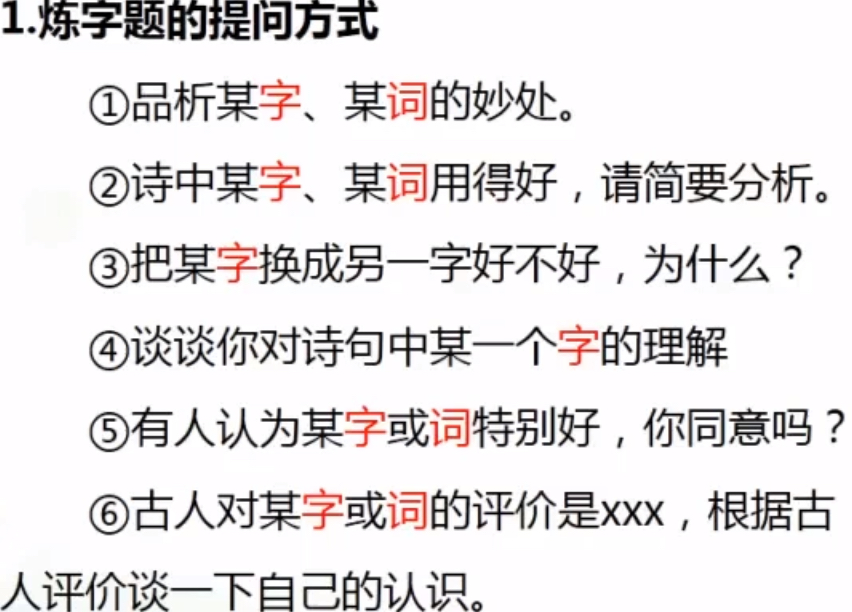 1.炼字题的提问方式
①品析某字、某词的妙处。
②诗中某字、某词用得好，请简要分析。
③把某字换成另一字好不好，为什么？
④谈谈你对诗句中某一个字的理解
⑤有人认为某字或词特别好，你同意吗？
⑥古人对某字或词的评价是xxx，根据古
人评价谈一下自己的认识。